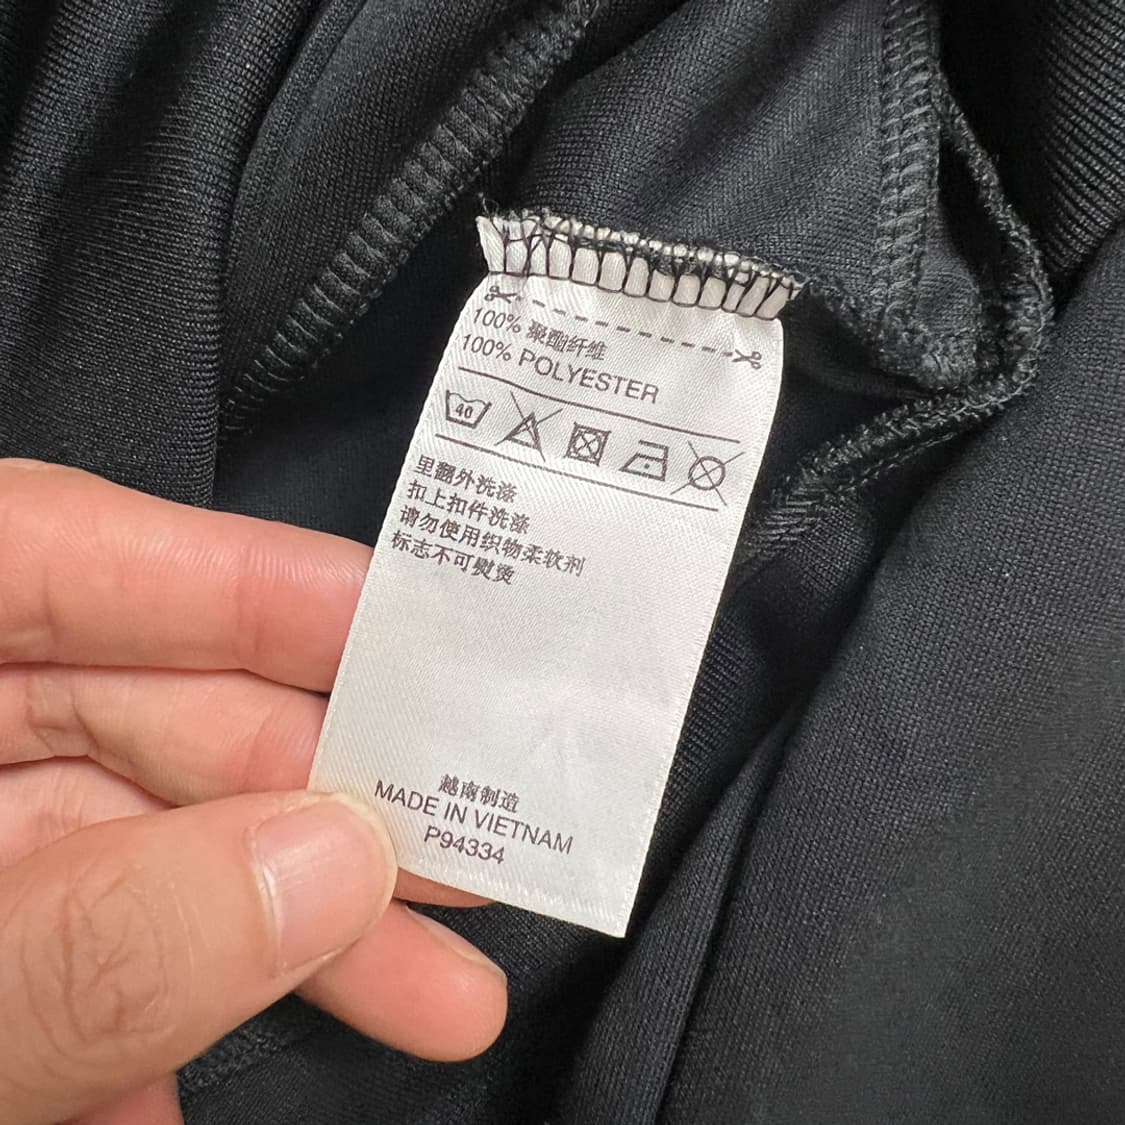 100% 聚酯纤维
100% POLYESTER
40
里翻外洗涤
扣上扣件洗涤
请勿使用织物柔软剂
标志不可熨烫
越南制造
MADE IN VIETNAM
P94334